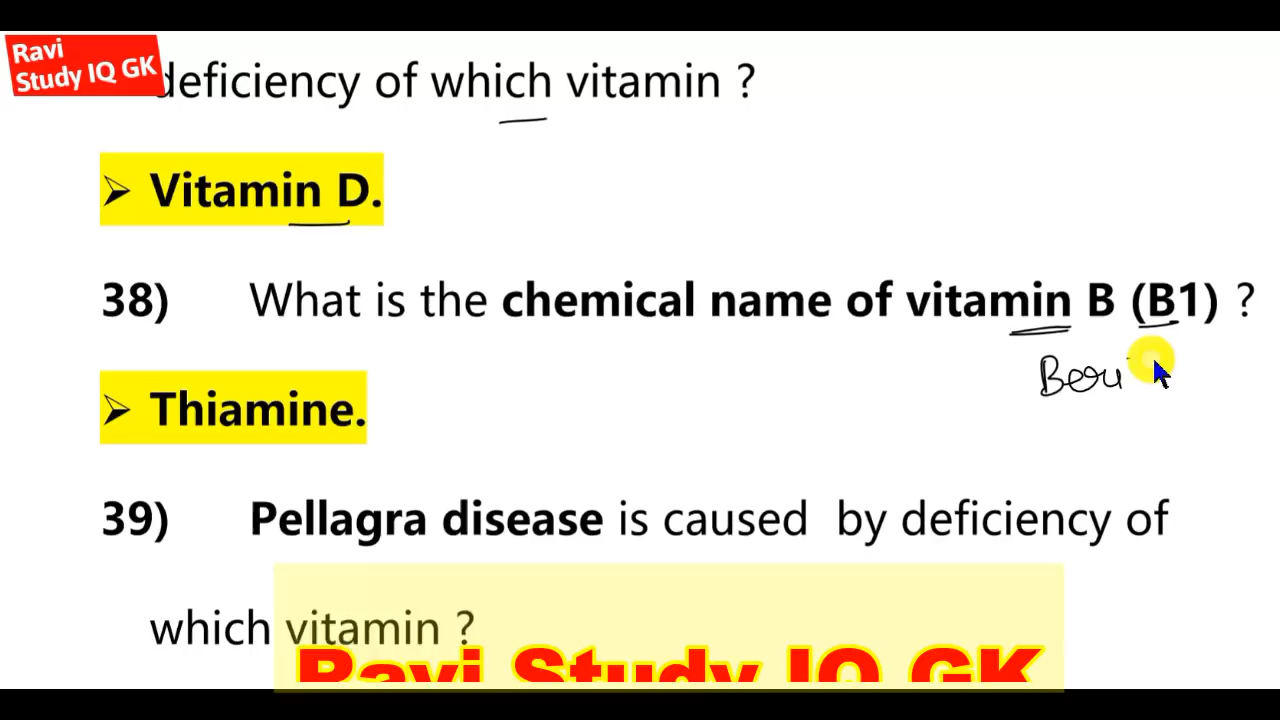 Ravi
Study IQ GK
deficiency of which vitamin ?
➢ Vitamin D.
38) What is the chemical name of vitamin B (B1) ?
Beri
➢ Thiamine.
39) Pellagra disease is caused by deficiency of
which vitamin ?
Ravi Study IQ GK